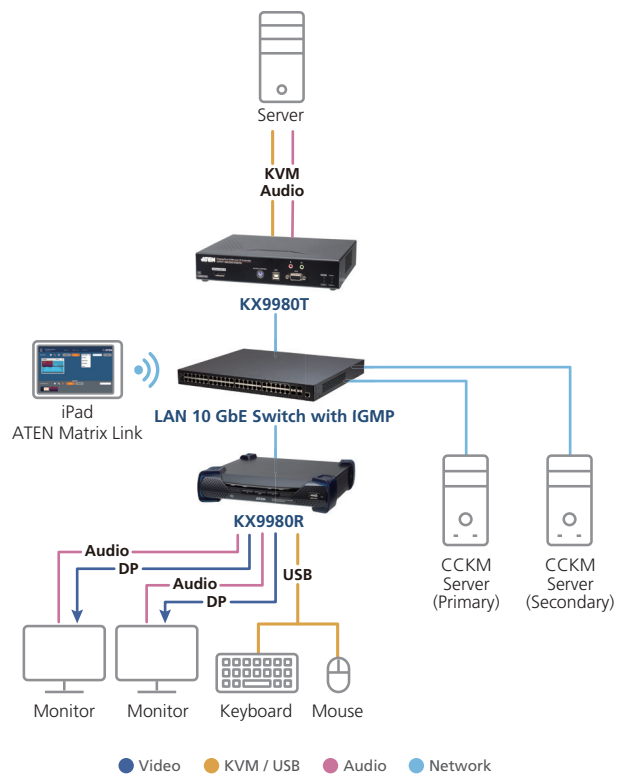 Server
KVM
Audio
ATEN
KX9980T
iPad
ATEN Matrix Link
LAN 10 GbE Switch with IGMP
KX9980R
Audio
DP
Audio
DP
USB
CCKM
Server
(Primary)
CCKM
Server
(Secondary)
Monitor
Monitor
Keyboard
Mouse
Video
KVM / USB
Audio
Network